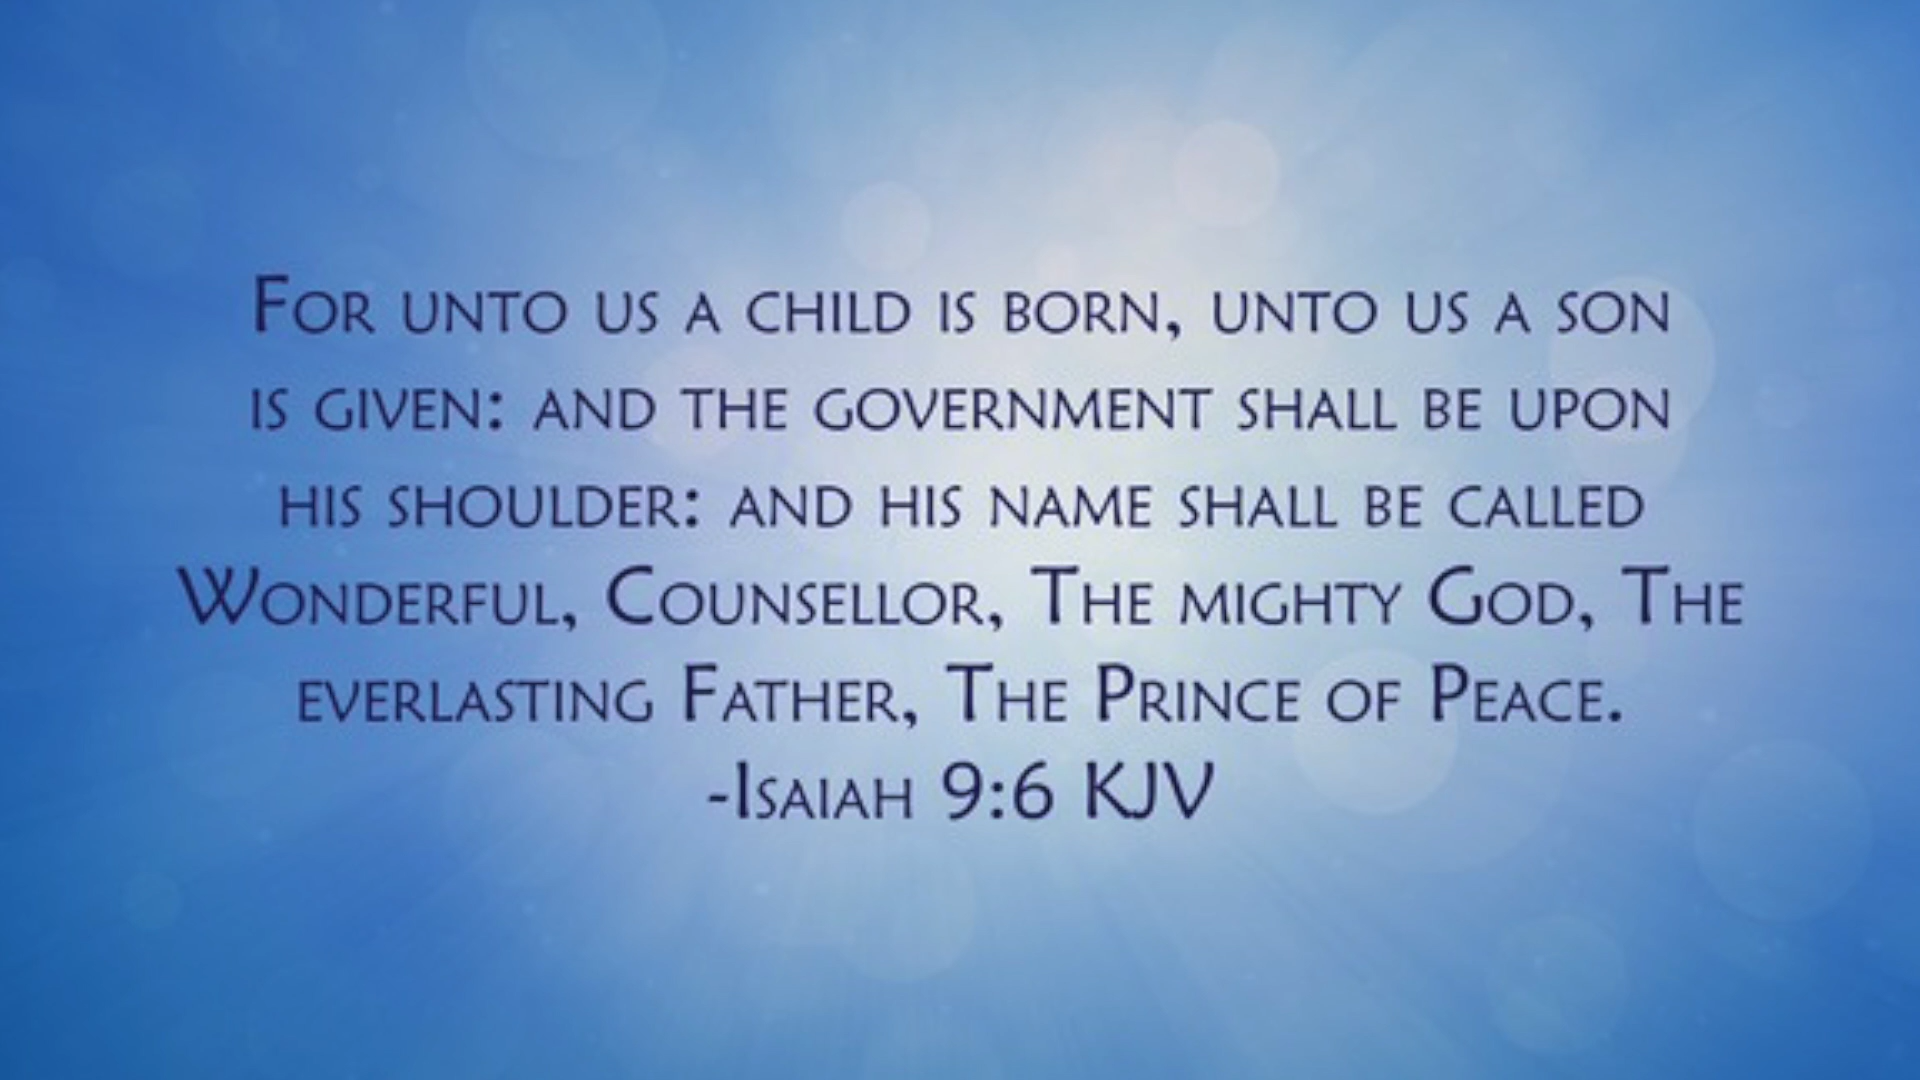 For unto us a child is born, unto us a son
is given: and the government shall be upon
his shoulder: and his name shall be called
Wonderful, Counsellor, The mighty God, The
everlasting Father, The Prince of Peace.
-Isaiah 9:6 KJV